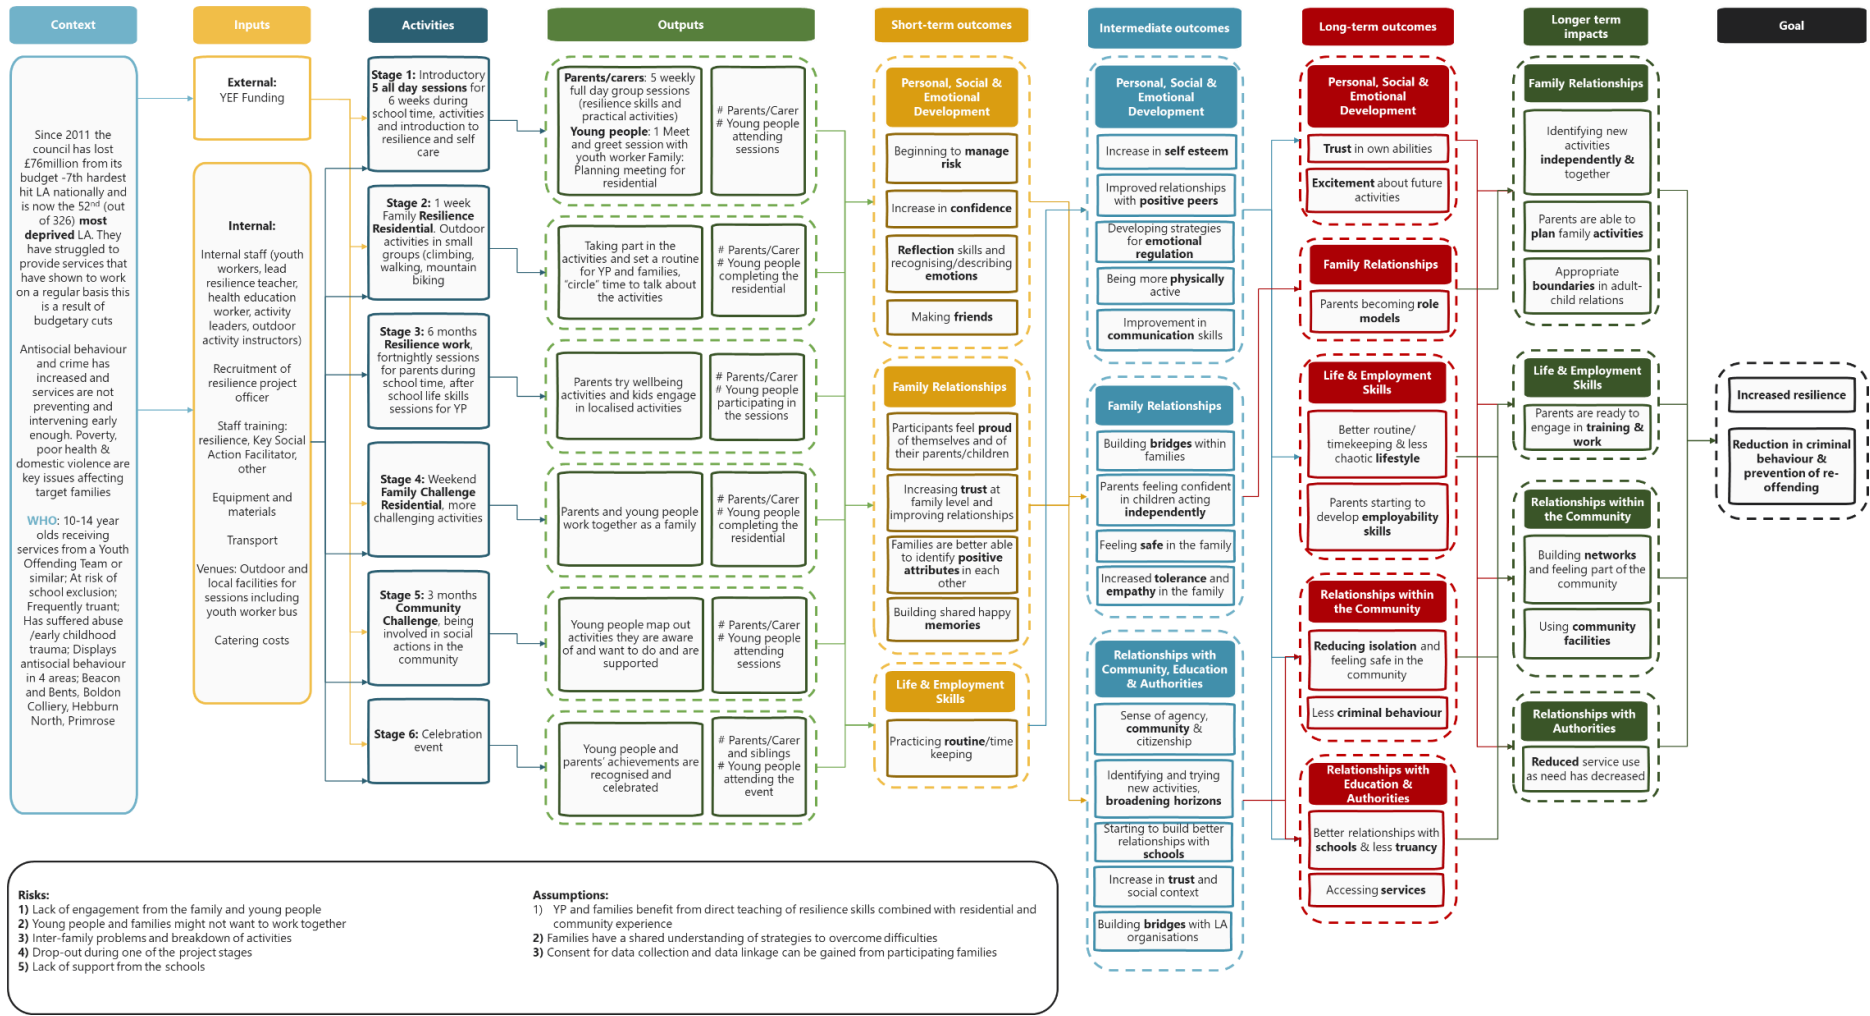 Context
Since 2011 the
council has lost
£76million from its
budget -7th hardest
hit LA nationally and
is now the 52nd (out
of 326) most
deprived LA. They
have struggled to
provide services that
have shown to work
on a regular basis this
is a result of
budgetary cuts
Antisocial behaviour
and crime has
increased and
services are not
preventing and
intervening early
enough. Poverty,
poor health &
domestic violence are
key issues affecting
target families
WHO: 10-14 year
olds receiving
services from a Youth
Offending Team or
similar; At risk of
school exclusion;
Frequently truant;
Has suffered abuse
/early childhood
trauma; Displays
antisocial behaviour
in 4 areas; Beacon
and Bents, Boldon
Colliery, Hebburn
North, Primrose
Inputs
External:
YEF Funding
Internal:
Internal staff (youth
workers, lead
resilience teacher,
health education
worker, activity
leaders, outdoor
activity instructors)
Recruitment of
resilience project
officer
Staff training:
resilience, Key Social
Action Facilitator,
other
Equipment and
materials
Transport
Venues: Outdoor and
local facilities for
sessions including
youth worker bus
Catering costs
Activities
Stage 1: Introductory
5 all day sessions for
6 weeks during
school time, activities
and introduction to
resilience and self
care
Stage 2: 1 week
Family Resilience
Residential. Outdoor
activities in small
groups (climbing,
walking, mountain
biking
Stage 3: 6 months
Resilience work,
fortnightly sessions
for parents during
school time, after
school life skills
sessions for YP
Stage 4: Weekend
Family Challenge
Residential, more
challenging activities
Stage 5: 3 months
Community
Challenge, being
involved in social
actions in the
community
Stage 6: Celebration
event
Outputs
Parents/carers: 5 weekly
full day group sessions
(resilience skills and
practical activities)
Young people: 1 Meet
and greet session with
youth worker Family:
Planning meeting for
residential
# Parents/Carer
# Young people
attending
sessions
Taking part in the
activities and set a routine
for YP and families,
“circle” time to talk about
the activities
# Parents/Carer
# Young people
completing the
residential
Parents try wellbeing
activities and kids engage
in localised activities
# Parents/Carer
# Young people
participating in
the sessions
Parents and young people
work together as a family
# Parents/Carer
# Young people
completing the
residential
Young people map out
activities they are aware
of and want to do and are
supported
# Parents/Carer
# Young people
attending
sessions
Young people and
parents’ achievements are
recognised and
celebrated
# Parents/Carer
and siblings
# Young people
attending the
event
Short-term outcomes
Personal, Social &
Emotional
Development
Beginning to manage
risk
Increase in confidence
Reflection skills and
recognising/describing
emotions
Making friends
Family Relationships
Participants feel proud
of themselves and of
their parents/children
Increasing trust at
family level and
improving relationships
Families are better able
to identify positive
attributes in each
other
Building shared happy
memories
Life & Employment
Skills
Practicing routine/time
keeping
Intermediate outcomes
Personal, Social &
Emotional
Development
Increase in self esteem
Improved relationships
with positive peers
Developing strategies
for emotional
regulation
Being more physically
active
Improvement in
communication skills
Family Relationships
Building bridges within
families
Parents feeling confident
in children acting
independently
Feeling safe in the family
Increased tolerance and
empathy in the family
Relationships with
Community, Education
& Authorities
Sense of agency,
community &
citizenship
Identifying and trying
new activities,
broadening horizons
Starting to build better
relationships with
schools
Increase in trust and
social context
Building bridges with LA
organisations
Long-term outcomes
Personal, Social &
Emotional
Development
Trust in own abilities
Excitement about future
activities
Family Relationships
Parents becoming role
models
Life & Employment
Skills
Better routine/
timekeeping & less
chaotic lifestyle
Parents starting to
develop employability
skills
Relationships within
the Community
Reducing isolation and
feeling safe in the
community
Less criminal behaviour
Relationships with
Education &
Authorities
Better relationships with
schools & less truancy
Accessing services
Longer term
impacts
Family Relationships
Identifying new
activities
independently &
together
Parents are able to
plan family activities
Appropriate
boundaries in adult-
child relations
Life & Employment
Skills
Parents are ready to
engage in training &
work
Relationships within
the Community
Building networks
and feeling part of the
community
Using community
facilities
Relationships with
Authorities
Reduced service use
as need has decreased
Goal
Increased resilience
Reduction in criminal
behaviour &
prevention of re-
offending
Risks:
1) Lack of engagement from the family and young people
2) Young people and families might not want to work together
3) Inter-family problems and breakdown of activities
4) Drop-out during one of the project stages
5) Lack of support from the schools
Assumptions:
1) YP and families benefit from direct teaching of resilience skills combined with residential and
community experience
2) Families have a shared understanding of strategies to overcome difficulties
3) Consent for data collection and data linkage can be gained from participating families